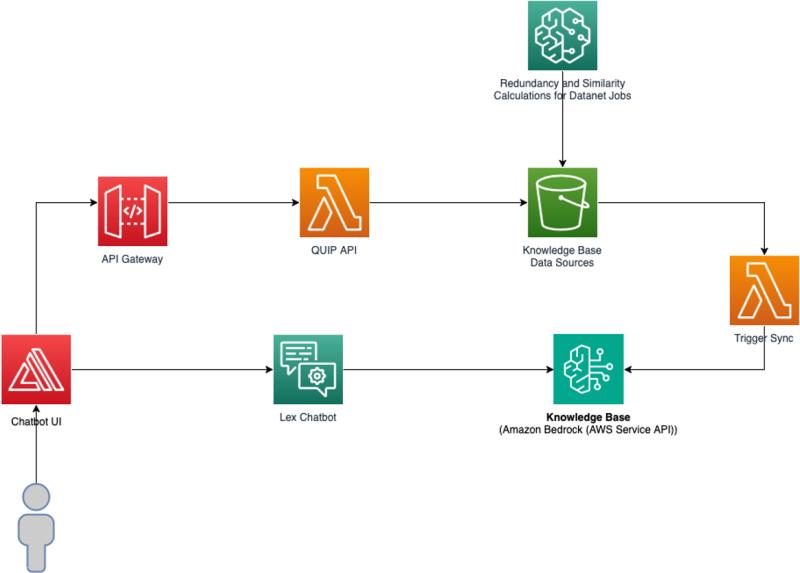 Redundancy and Similarity
Calculations for Datanet Jobs
</>
API Gateway
QUIP API
Knowledge Base
Data Sources
Trigger Sync
Chatbot UI
Lex Chatbot
Knowledge Base
(Amazon Bedrock (AWS Service API))